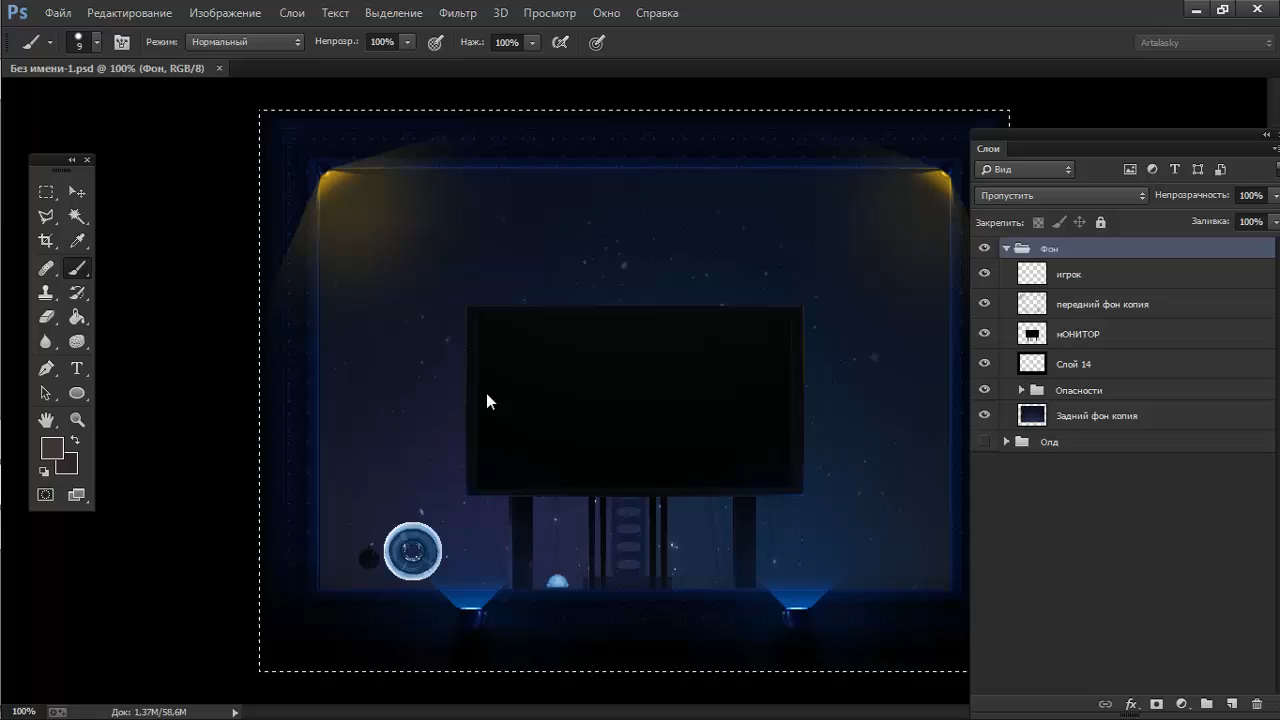 Ps Файл Редактирование Изображение Слои Текст Выделение Фильтр 3D Просмотр Окно Справка
9 Режим: Нормальный Непрозр.: 100% Наж.: 100% Artalasky
Без имени-1.psd @ 100% (Фон, RGB/8) ×
Слои
Вид
Пропустить Непрозрачность: 100%
Закрепить: Заливка: 100%
Фон
игрок
передний фон копия
мОНИТОР
Слой 14
Опасности
Задний фон копия
Олд
100% Док: 1,37M/58,6M